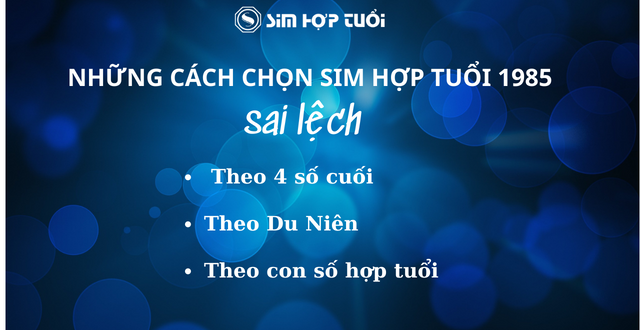 SIM HỢP TUỔI
NHỮNG CÁCH CHỌN SIM HỢP TUỔI 1985
sai lệch
• Theo 4 số cuối
• Theo Du Niên
• Theo con số hợp tuổi